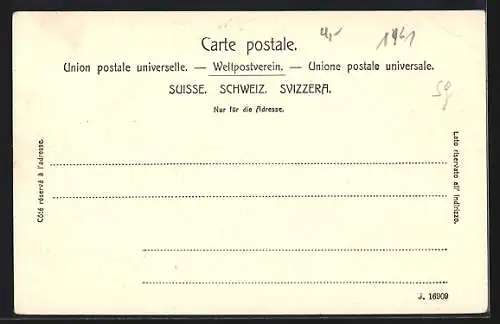 Carte postale.
Union postale universelle. — Weltpostverein. — Unione postale universale.
SUISSE. SCHWEIZ. SVIZZERA.
Nur für die Adresse.
Côté réservé à l'adresse.
Lato riservato all' indirizzo.
J. 16909